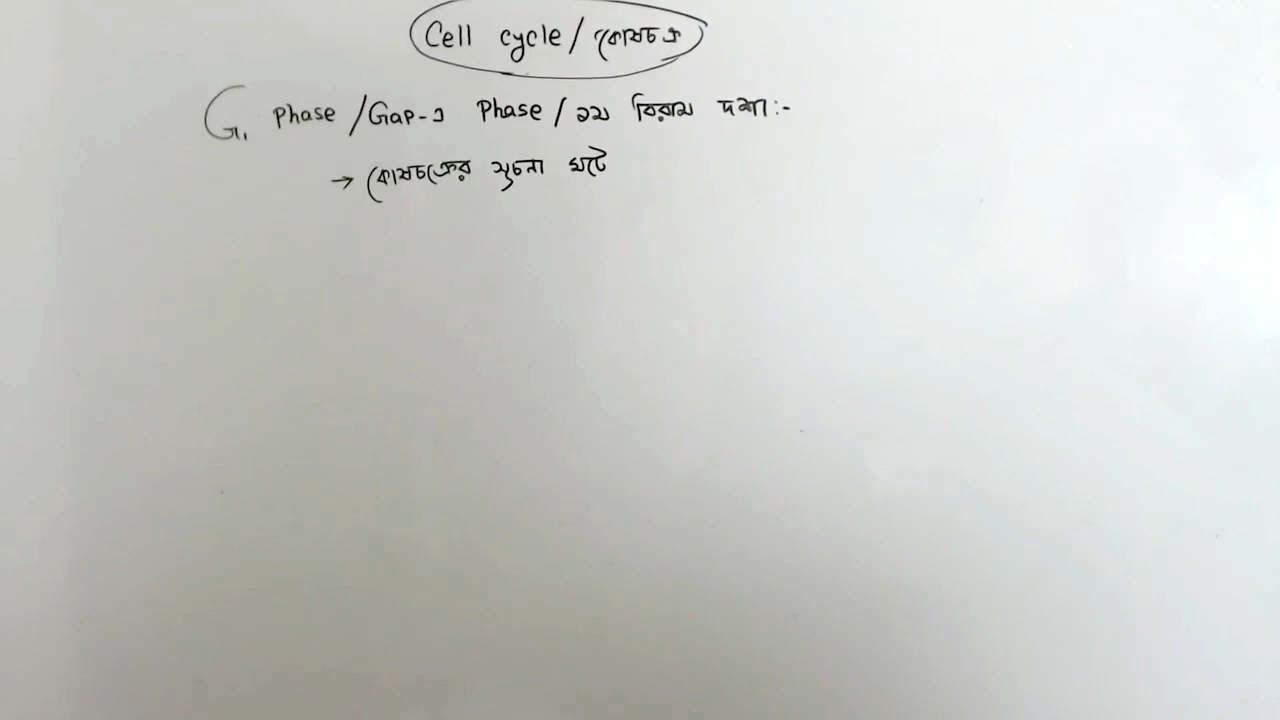 Cell cycle / কোষচক্র
G₁ Phase / Gap-1 Phase / ১ম বিরাম দশা :-
→ কোষচক্রের সূচনা ঘটে